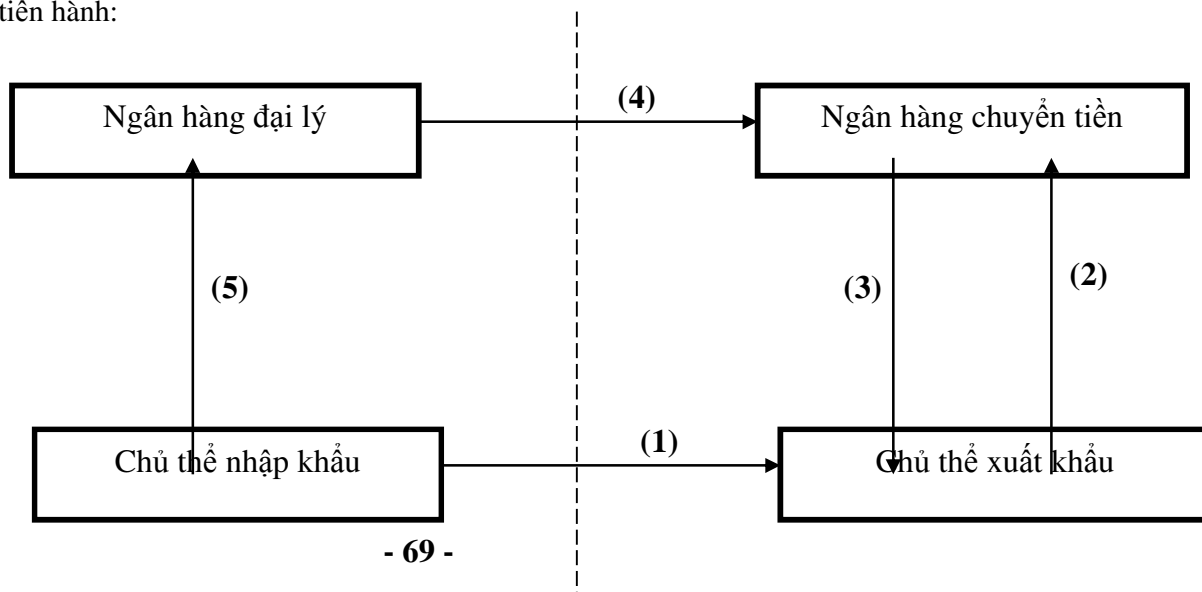 tiên hành:
Ngân hàng đại lý
(4)
Ngân hàng chuyển tiền
(5)
(3)
(2)
Chủ thể nhập khẩu
(1)
Chủ thể xuất khẩu
- 69 -